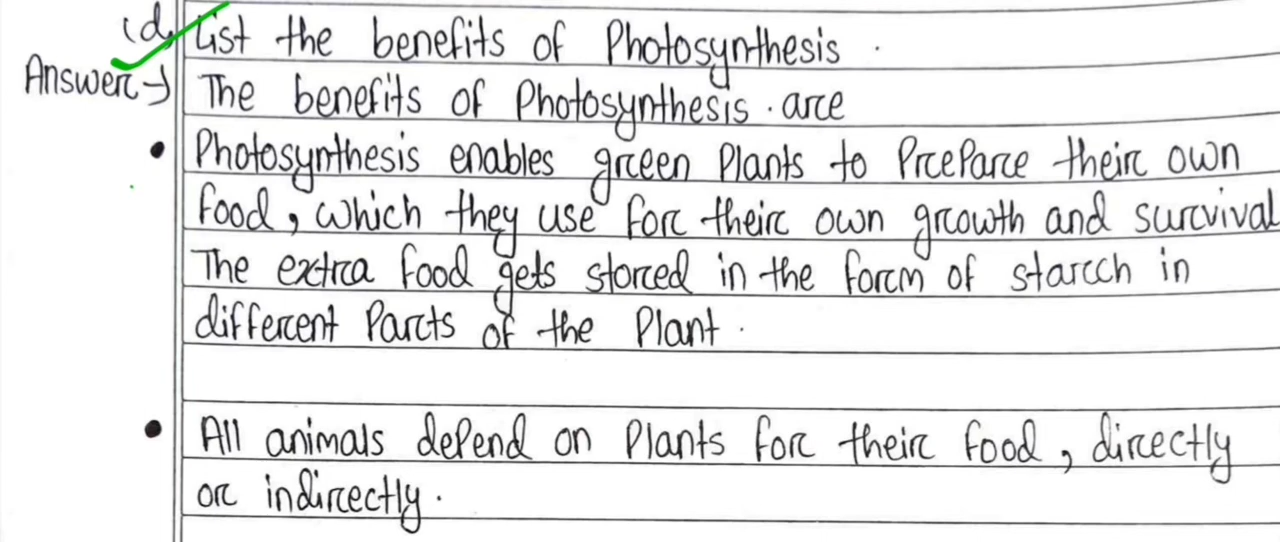 (d) List the benefits of Photosynthesis.
Answer→ The benefits of Photosynthesis. are
• Photosynthesis enables green Plants to Prepare their own
food, which they use for their own growth and survival
The extra food gets stored in the form of starch in
different Parts of the Plant.
• All animals depend on Plants for their food, directly
or indirectly.